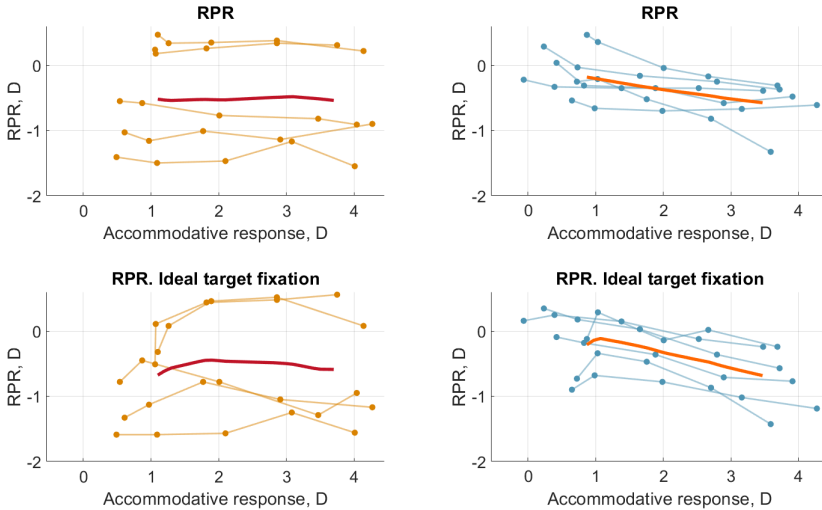 RPR
RPR
RPR, D
0
-1
-2
0 1 2 3 4
Accommodative response, D
RPR, D
0
-1
-2
0 1 2 3 4
Accommodative response, D
RPR. Ideal target fixation
RPR. Ideal target fixation
RPR, D
0
-1
-2
0 1 2 3 4
Accommodative response, D
RPR, D
0
-1
-2
0 1 2 3 4
Accommodative response, D